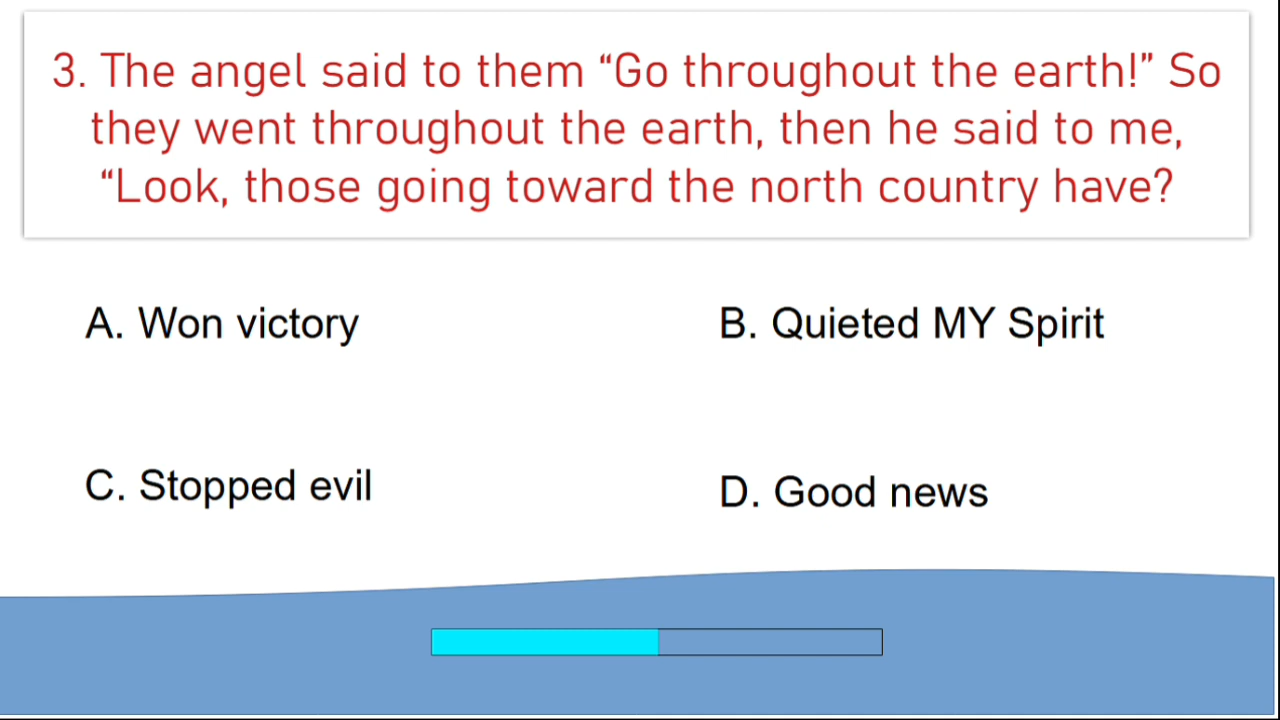 3. The angel said to them “Go throughout the earth!” So
they went throughout the earth, then he said to me,
“Look, those going toward the north country have?
A. Won victory
B. Quieted MY Spirit
C. Stopped evil
D. Good news